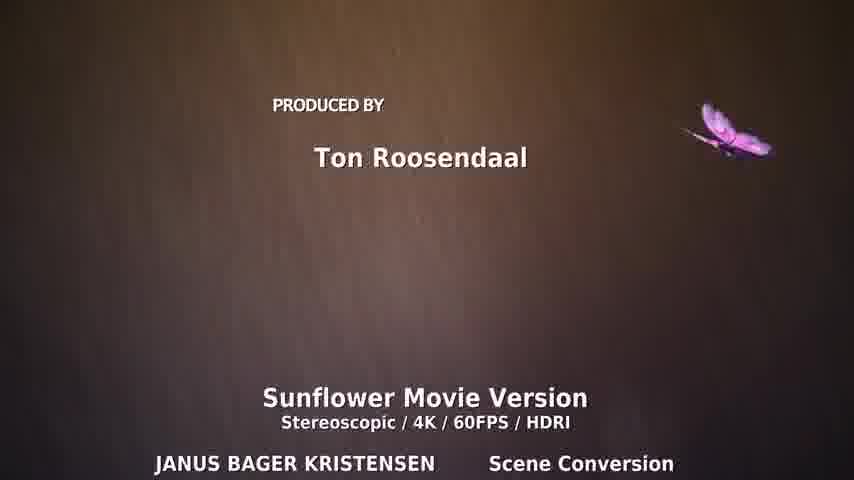 PRODUCED BY
Ton Roosendaal
Sunflower Movie Version
Stereoscopic / 4K / 60FPS / HDRI
JANUS BAGER KRISTENSEN Scene Conversion